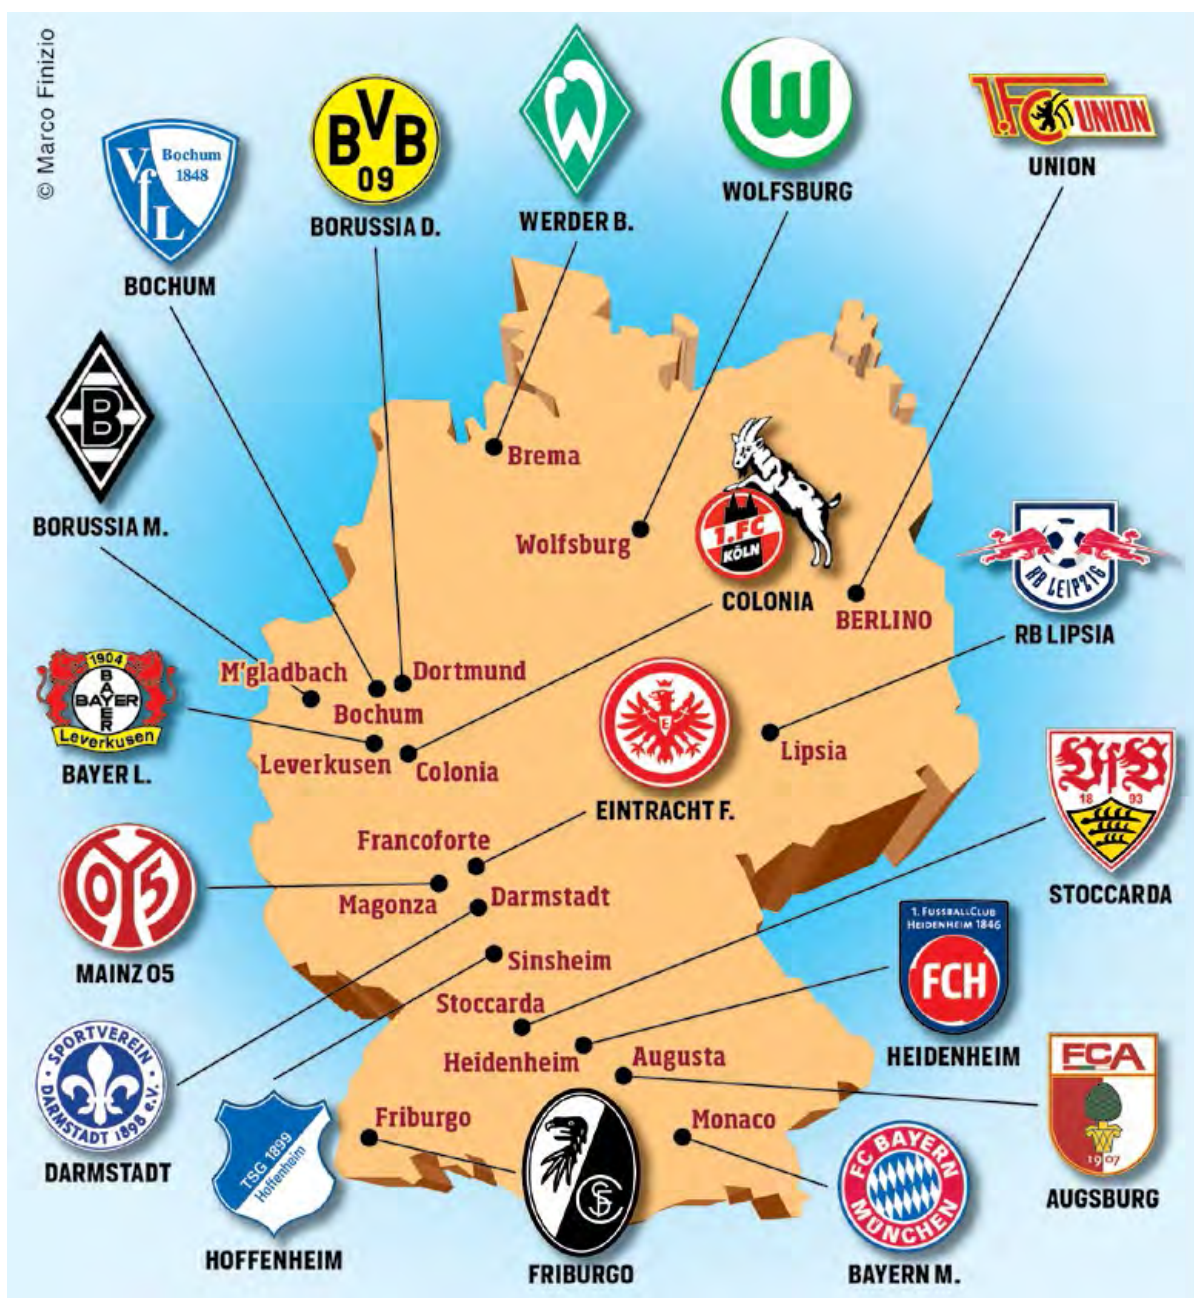 © Marco Finizio
VfL
Bochum
1848
BOCHUM
BVB
09
BORUSSIA D.
W
WERDER B.
W
WOLFSBURG
1.FC UNION
UNION
B
BORUSSIA M.
Brema
Wolfsburg
1.FC
KÖLN
COLONIA
BERLINO
RB LEIPZIG
RB LIPSIA
1904
BAYER
BAYER
Leverkusen
BAYER L.
M'gladbach
Dortmund
Bochum
Leverkusen
Colonia
E
EINTRACHT F.
Lipsia
VfB
18 93
STOCCARDA
05
MAINZ 05
Francoforte
Magonza
Darmstadt
Sinsheim
Stoccarda
Heidenheim
Augusta
Friburgo
Monaco
1. FUSSBALLCLUB
HEIDENHEIM 1846
FCH
HEIDENHEIM
FCA
1907
AUGSBURG
SPORTVEREIN
DARMSTADT 1898 e.V.
DARMSTADT
TSG 1899
Hoffenheim
HOFFENHEIM
SC
FRIBURGO
FC BAYERN
MÜNCHEN
BAYERN M.